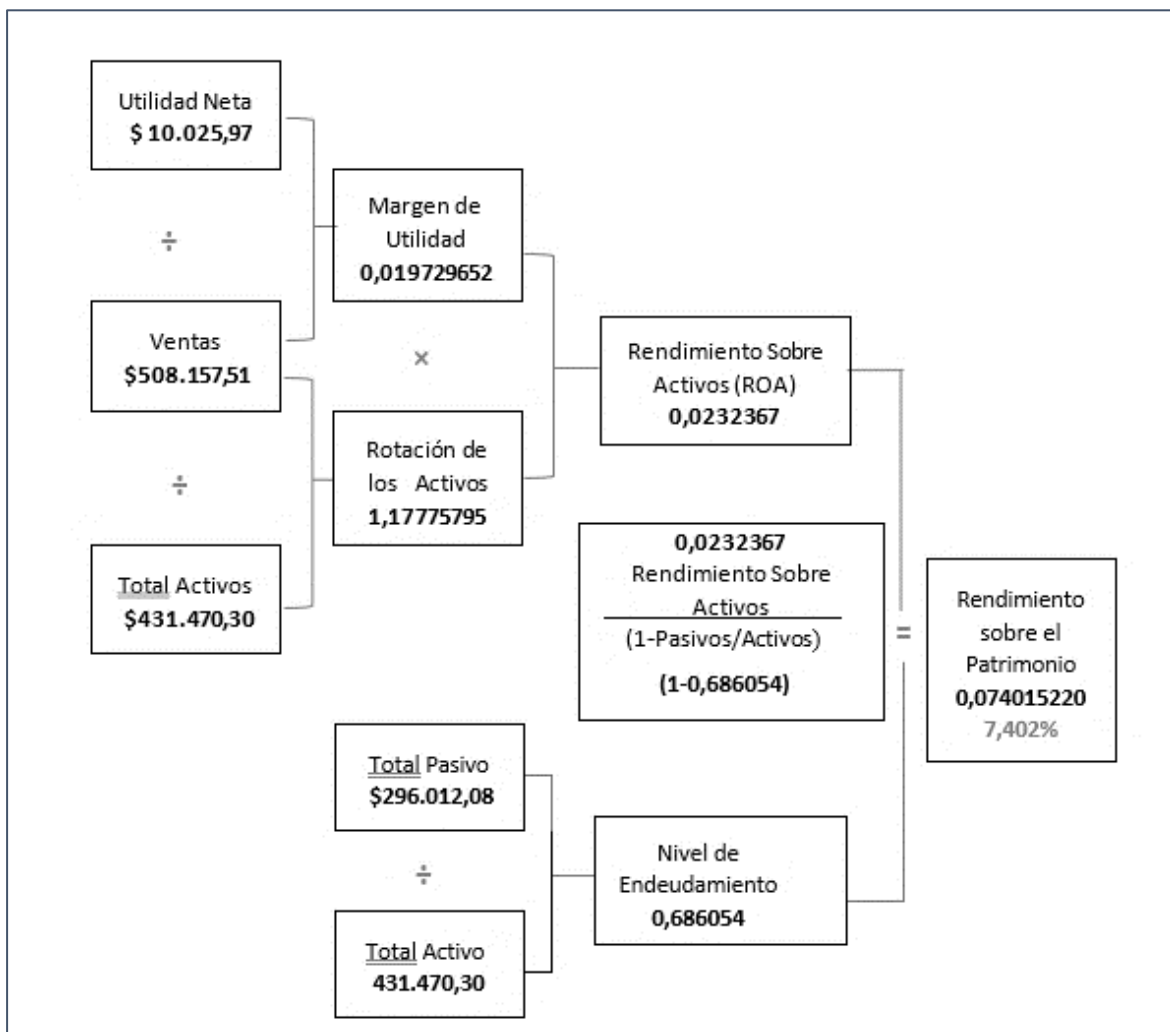 Utilidad Neta
$ 10.025,97
÷
Ventas
$508.157,51
÷
Total Activos
$431.470,30
Margen de
Utilidad
0,019729652
×
Rotación de
los Activos
1,17775795
Rendimiento Sobre
Activos (ROA)
0,0232367
0,0232367
Rendimiento Sobre
Activos
(1-Pasivos/Activos)
(1-0,686054)
=
Rendimiento
sobre el
Patrimonio
0,074015220
7,402%
Total Pasivo
$296.012,08
÷
Total Activo
431.470,30
Nivel de
Endeudamiento
0,686054